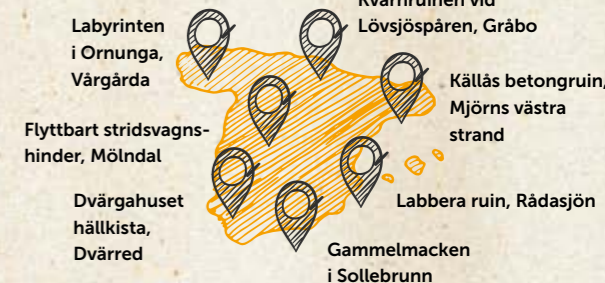 Labyrinten
i Ornunga,
Vårgårda
Kvarnruinen vid
Lövsjöspåren, Gråbo
Källås betongruin,
Mjörns västra
strand
Flyttbart stridsvagns-
hinder, Mölndal
Dvärgahuset
hällkista,
Dvärred
Labbera ruin, Rådasjön
Gammelmacken
i Sollebrunn